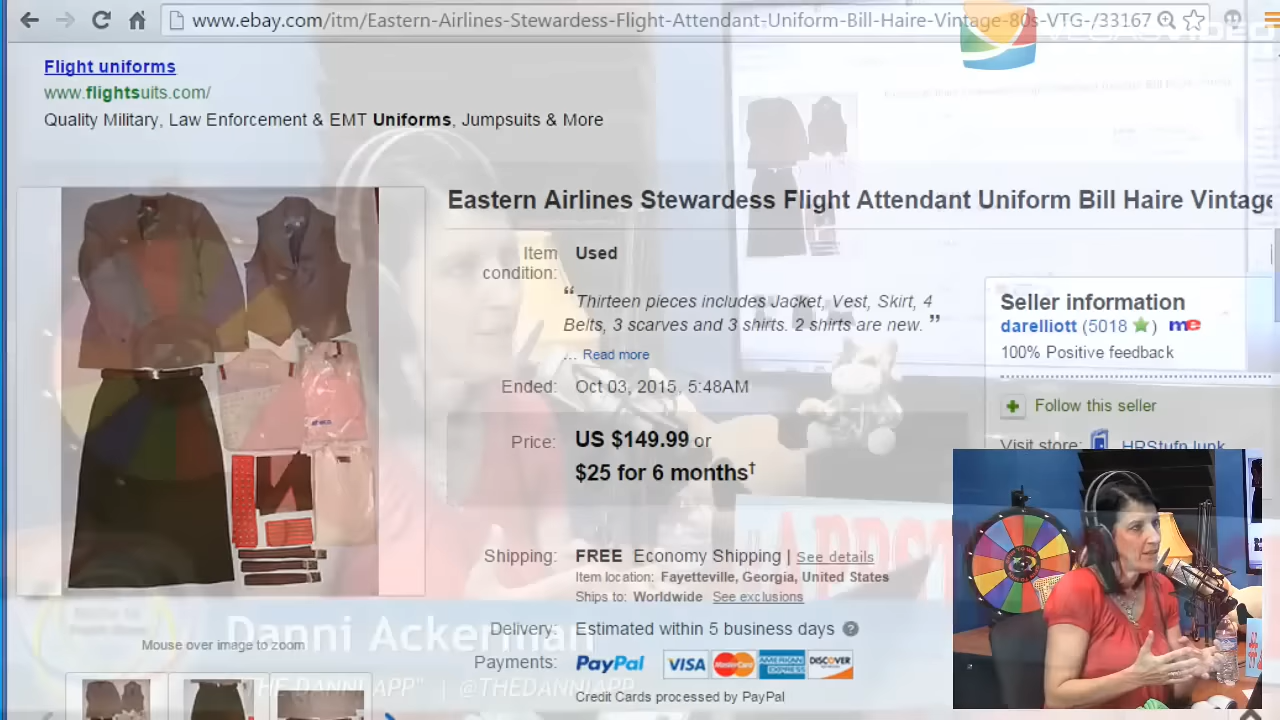 www.ebay.com/itm/Eastern-Airlines-Stewardess-Flight-Attendant-Uniform-Bill-Haire-Vintage-80s-VTG-/33167
VEGASVIDEO
Flight uniforms
www.flightsuits.com/
Quality Military, Law Enforcement & EMT Uniforms, Jumpsuits & More
Eastern Airlines Stewardess Flight Attendant Uniform Bill Haire Vintage
Item condition: Used
“Thirteen pieces includes Jacket, Vest, Skirt, 4
Belts, 3 scarves and 3 shirts. 2 shirts are new. ”
... Read more
Ended: Oct 03, 2015, 5:48AM
Price: US $149.99 or
$25 for 6 months†
Shipping: FREE Economy Shipping | See details
Item location: Fayetteville, Georgia, United States
Ships to: Worldwide See exclusions
Delivery: Estimated within 5 business days
Payments: PayPal VISA MasterCard AMERICAN EXPRESS DISCOVER
Credit Cards processed by PayPal
Seller information
darelliott (5018) me
100% Positive feedback
Follow this seller
Visit store: HRStufnJunk
Mouse over image to zoom
Danni Ackerman
"THE DANNI APP" | @THEDANNIAPP